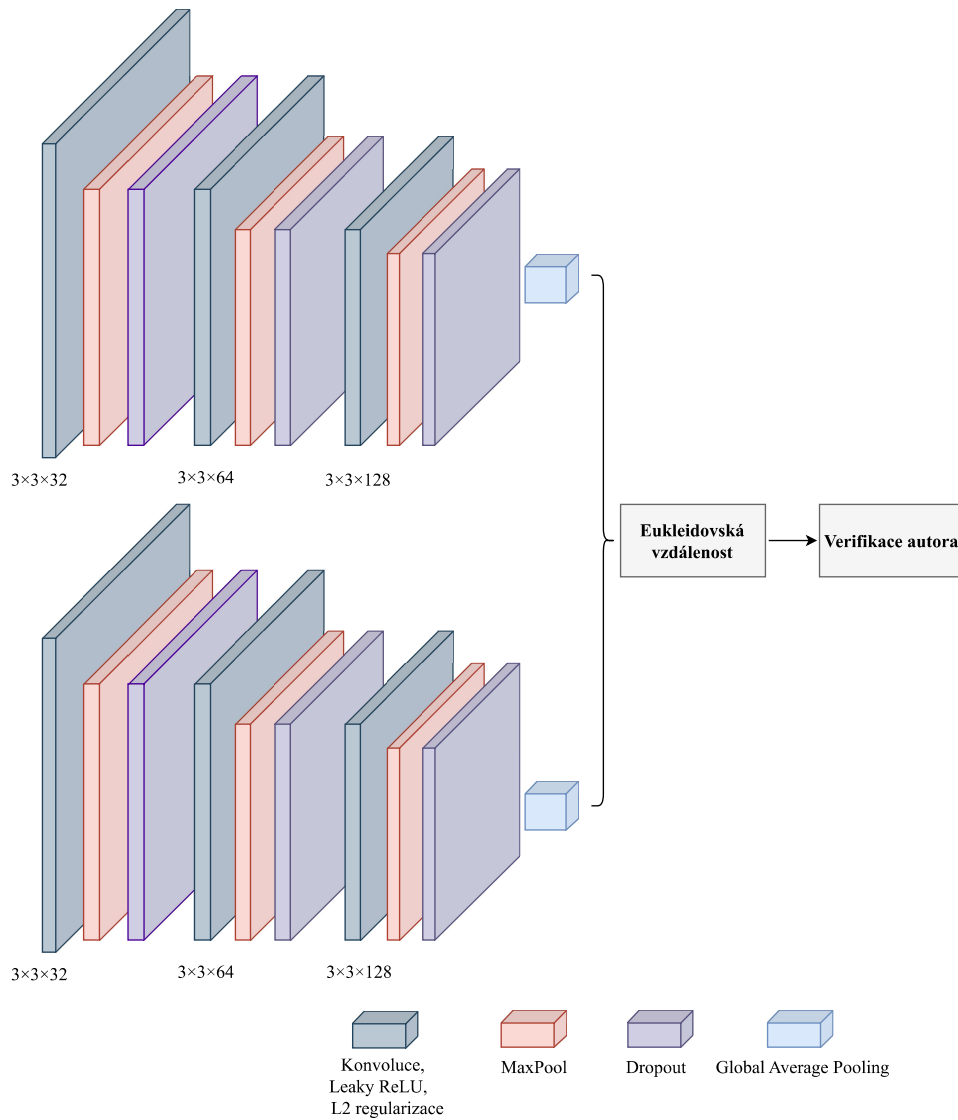 3×3×32
3×3×64
3×3×128
Eukleidovská
vzdálenost
Verifikace autora
3×3×32
3×3×64
3×3×128
Konvoluce,
Leaky ReLU,
L2 regularizace
MaxPool
Dropout
Global Average Pooling